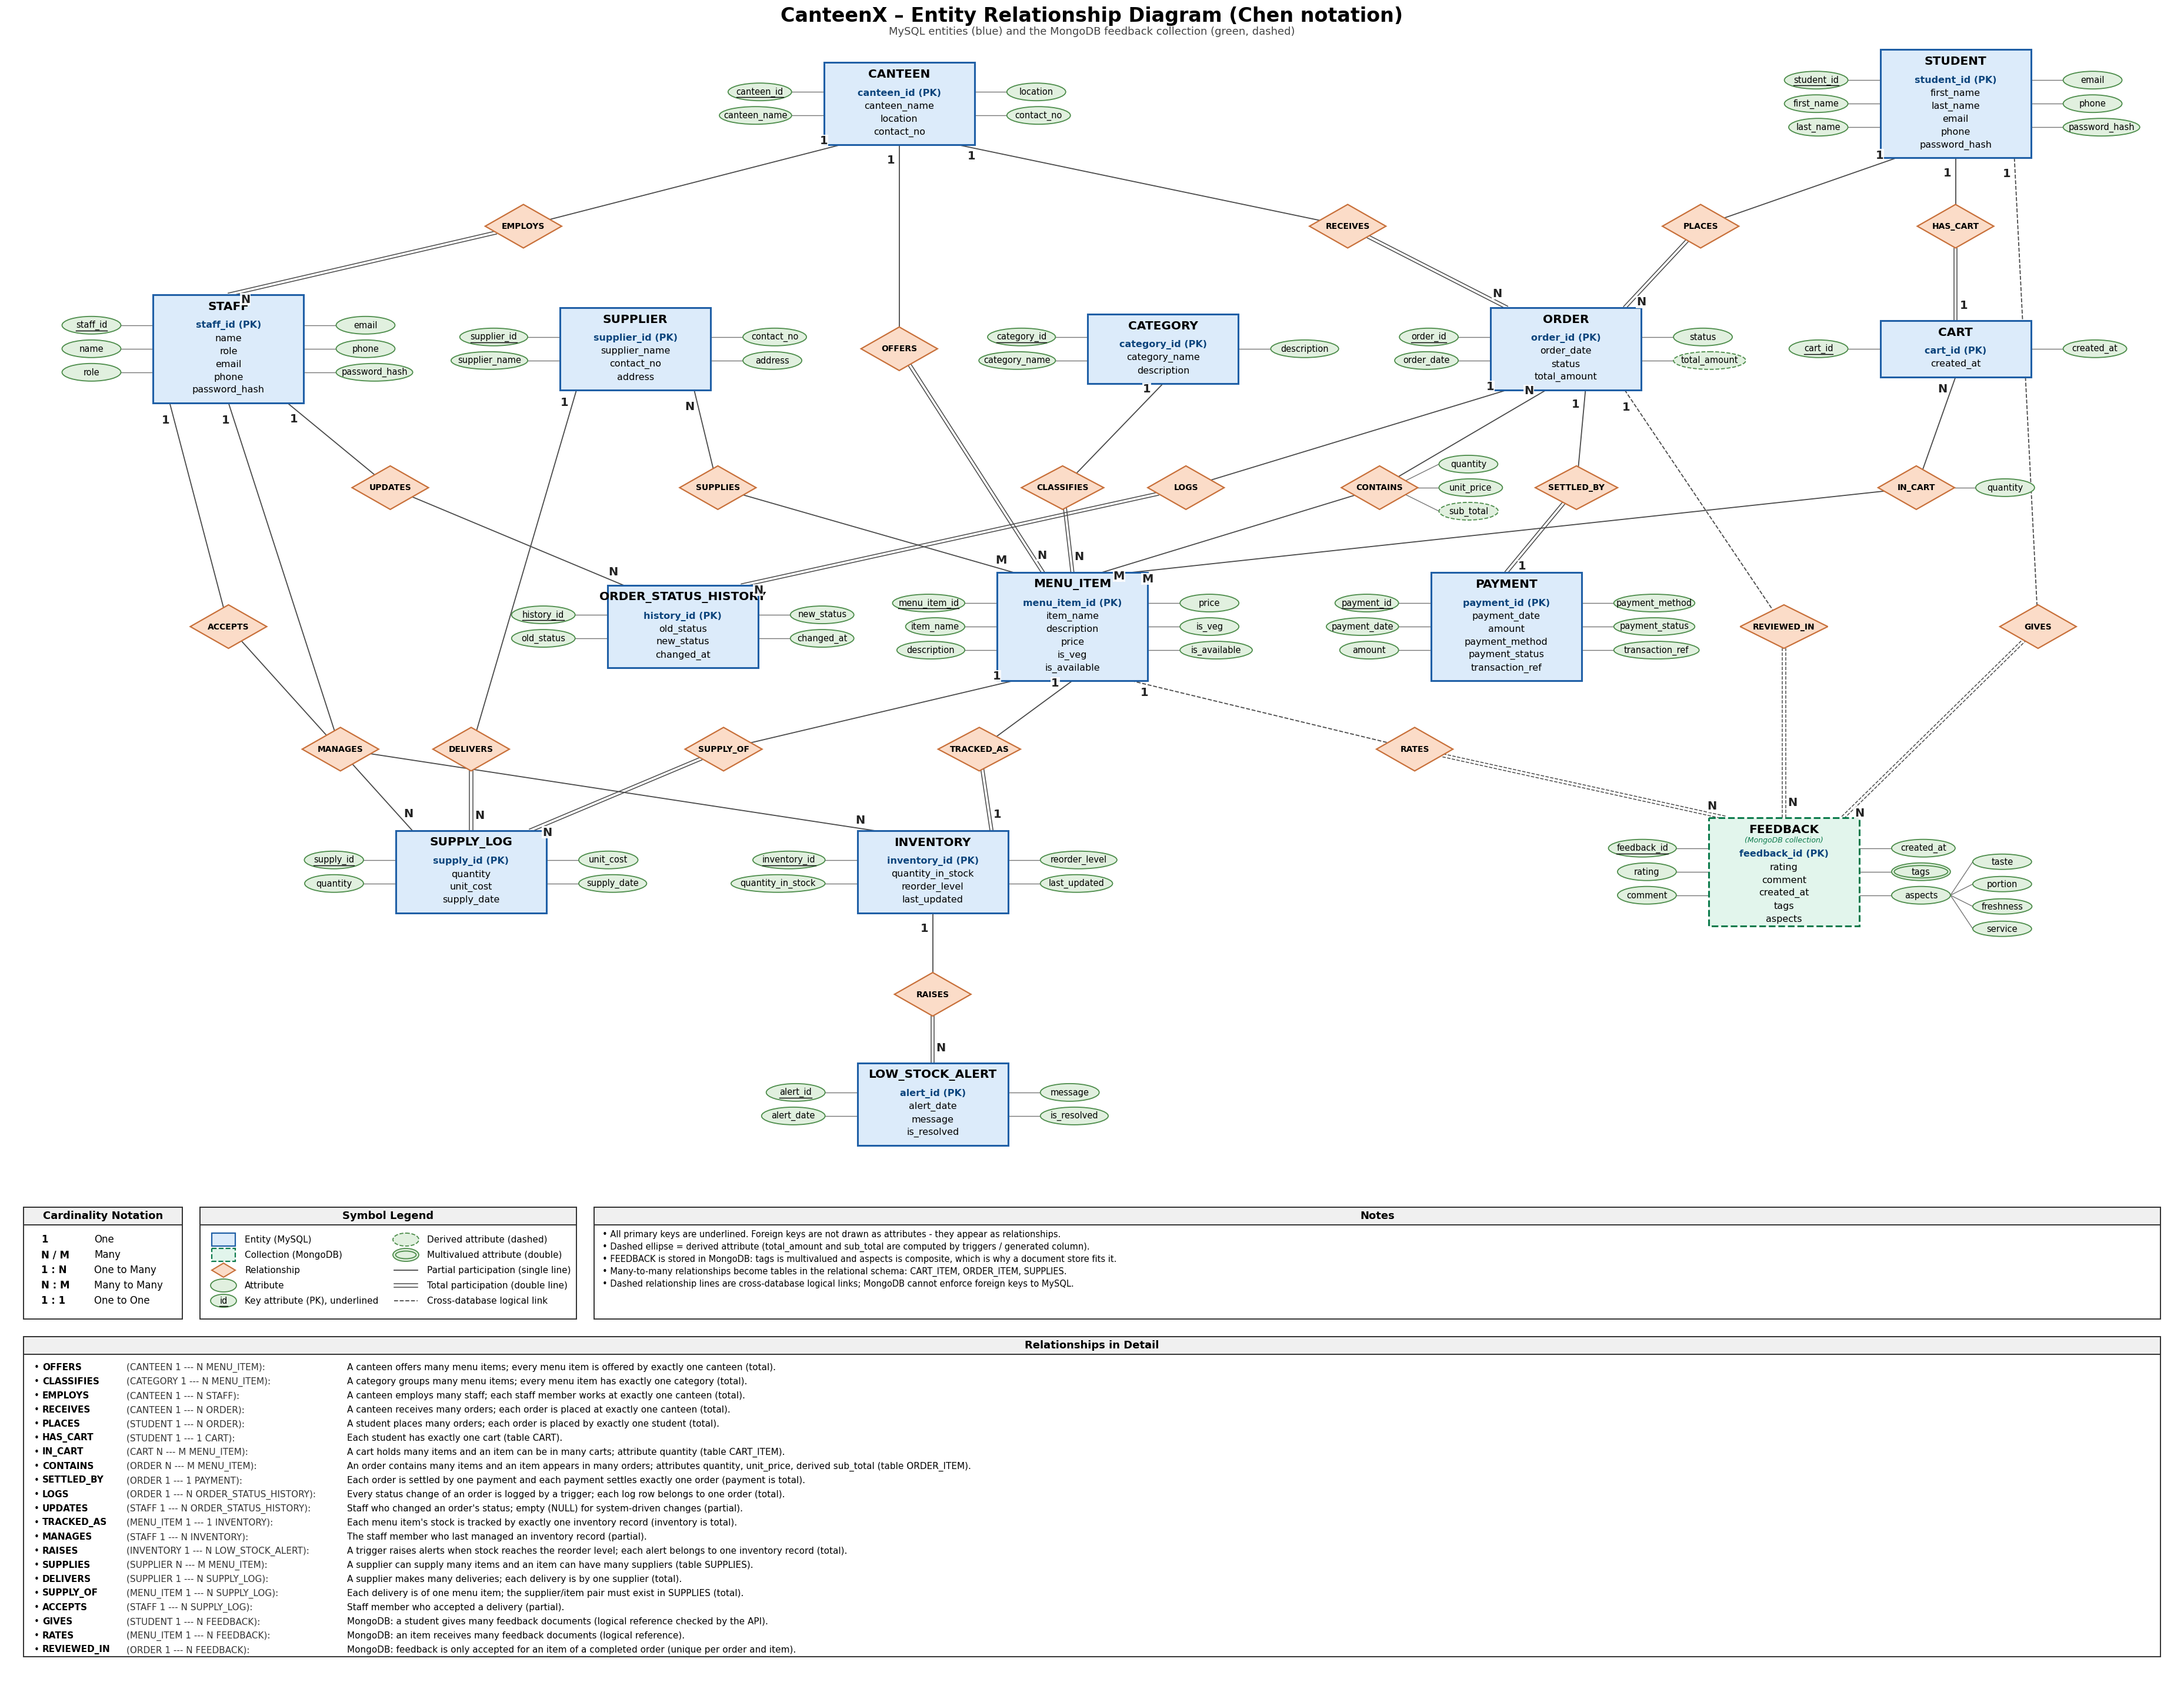 CanteenX – Entity Relationship Diagram (Chen notation)
MySQL entities (blue) and the MongoDB feedback collection (green, dashed)
CANTEEN
canteen_id (PK)
canteen_name
location
contact_no
canteen_id
canteen_name
location
contact_no
1
1
1
STUDENT
student_id (PK)
first_name
last_name
email
phone
password_hash
student_id
first_name
last_name
email
phone
password_hash
1
1
1
EMPLOYS
RECEIVES
PLACES
HAS_CART
N
N
N
1
STAFF
staff_id (PK)
name
role
email
phone
password_hash
staff_id
name
role
email
phone
password_hash
1
1
1
SUPPLIER
supplier_id (PK)
supplier_name
contact_no
address
supplier_id
supplier_name
contact_no
address
1
N
OFFERS
CATEGORY
category_id (PK)
category_name
description
category_id
category_name
description
1
ORDER
order_id (PK)
order_date
status
total_amount
order_id
order_date
status
total_amount
1
N
1
1
CART
cart_id (PK)
created_at
cart_id
created_at
N
UPDATES
SUPPLIES
CLASSIFIES
LOGS
CONTAINS
quantity
unit_price
sub_total
SETTLED_BY
IN_CART
quantity
N
N
M
N
N
M
M
1
ACCEPTS
ORDER_STATUS_HISTORY
history_id (PK)
old_status
new_status
changed_at
history_id
old_status
new_status
changed_at
MENU_ITEM
menu_item_id (PK)
item_name
description
price
is_veg
is_available
menu_item_id
item_name
description
price
is_veg
is_available
1
1
1
PAYMENT
payment_id (PK)
payment_date
amount
payment_method
payment_status
transaction_ref
payment_id
payment_date
amount
payment_method
payment_status
transaction_ref
REVIEWED_IN
GIVES
MANAGES
DELIVERS
SUPPLY_OF
TRACKED_AS
RATES
N
N
N
N
1
N
N
N
SUPPLY_LOG
supply_id (PK)
quantity
unit_cost
supply_date
supply_id
quantity
unit_cost
supply_date
INVENTORY
inventory_id (PK)
quantity_in_stock
reorder_level
last_updated
inventory_id
quantity_in_stock
reorder_level
last_updated
1
FEEDBACK
(MongoDB collection)
feedback_id (PK)
rating
comment
created_at
tags
aspects
feedback_id
rating
comment
created_at
tags
aspects
taste
portion
freshness
service
RAISES
N
LOW_STOCK_ALERT
alert_id (PK)
alert_date
message
is_resolved
alert_id
alert_date
message
is_resolved
Cardinality Notation
1 One
N / M Many
1 : N One to Many
N : M Many to Many
1 : 1 One to One
Symbol Legend
Entity (MySQL)
Collection (MongoDB)
Relationship
Attribute
id Key attribute (PK), underlined
Derived attribute (dashed)
Multivalued attribute (double)
Partial participation (single line)
Total participation (double line)
Cross-database logical link
Notes
• All primary keys are underlined. Foreign keys are not drawn as attributes - they appear as relationships.
• Dashed ellipse = derived attribute (total_amount and sub_total are computed by triggers / generated column).
• FEEDBACK is stored in MongoDB: tags is multivalued and aspects is composite, which is why a document store fits it.
• Many-to-many relationships become tables in the relational schema: CART_ITEM, ORDER_ITEM, SUPPLIES.
• Dashed relationship lines are cross-database logical links; MongoDB cannot enforce foreign keys to MySQL.
Relationships in Detail
• OFFERS (CANTEEN 1 --- N MENU_ITEM): A canteen offers many menu items; every menu item is offered by exactly one canteen (total).
• CLASSIFIES (CATEGORY 1 --- N MENU_ITEM): A category groups many menu items; every menu item has exactly one category (total).
• EMPLOYS (CANTEEN 1 --- N STAFF): A canteen employs many staff; each staff member works at exactly one canteen (total).
• RECEIVES (CANTEEN 1 --- N ORDER): A canteen receives many orders; each order is placed at exactly one canteen (total).
• PLACES (STUDENT 1 --- N ORDER): A student places many orders; each order is placed by exactly one student (total).
• HAS_CART (STUDENT 1 --- 1 CART): Each student has exactly one cart (table CART).
• IN_CART (CART N --- M MENU_ITEM): A cart holds many items and an item can be in many carts; attribute quantity (table CART_ITEM).
• CONTAINS (ORDER N --- M MENU_ITEM): An order contains many items and an item appears in many orders; attributes quantity, unit_price, derived sub_total (table ORDER_ITEM).
• SETTLED_BY (ORDER 1 --- 1 PAYMENT): Each order is settled by one payment and each payment settles exactly one order (payment is total).
• LOGS (ORDER 1 --- N ORDER_STATUS_HISTORY): Every status change of an order is logged by a trigger; each log row belongs to one order (total).
• UPDATES (STAFF 1 --- N ORDER_STATUS_HISTORY): Staff who changed an order's status; empty (NULL) for system-driven changes (partial).
• TRACKED_AS (MENU_ITEM 1 --- 1 INVENTORY): Each menu item's stock is tracked by exactly one inventory record (inventory is total).
• MANAGES (STAFF 1 --- N INVENTORY): The staff member who last managed an inventory record (partial).
• RAISES (INVENTORY 1 --- N LOW_STOCK_ALERT): A trigger raises alerts when stock reaches the reorder level; each alert belongs to one inventory record (total).
• SUPPLIES (SUPPLIER N --- M MENU_ITEM): A supplier can supply many items and an item can have many suppliers (table SUPPLIES).
• DELIVERS (SUPPLIER 1 --- N SUPPLY_LOG): A supplier makes many deliveries; each delivery is by one supplier (total).
• SUPPLY_OF (MENU_ITEM 1 --- N SUPPLY_LOG): Each delivery is of one menu item; the supplier/item pair must exist in SUPPLIES (total).
• ACCEPTS (STAFF 1 --- N SUPPLY_LOG): Staff member who accepted a delivery (partial).
• GIVES (STUDENT 1 --- N FEEDBACK): MongoDB: a student gives many feedback documents (logical reference checked by the API).
• RATES (MENU_ITEM 1 --- N FEEDBACK): MongoDB: an item receives many feedback documents (logical reference).
• REVIEWED_IN (ORDER 1 --- N FEEDBACK): MongoDB: feedback is only accepted for an item of a completed order (unique per order and item).